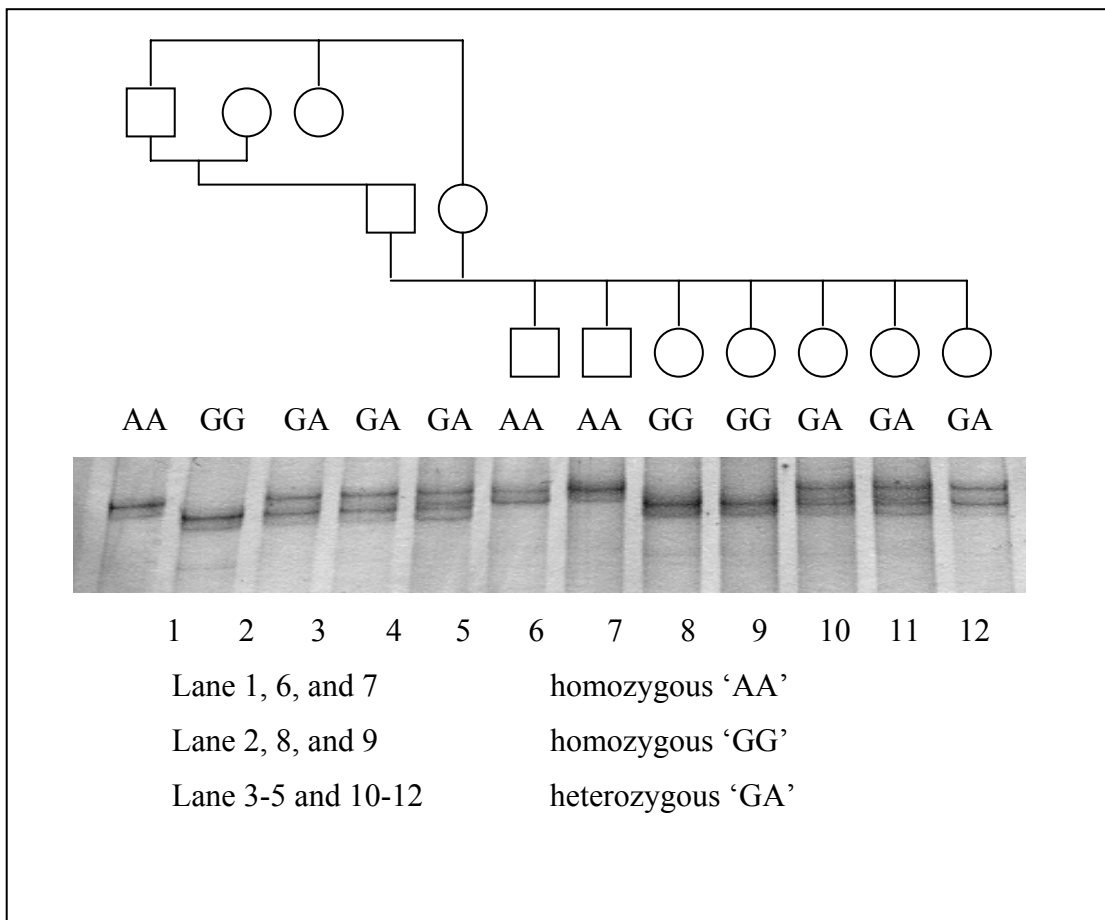 AA GG GA GA GA AA AA GG GG GA GA GA
1 2 3 4 5 6 7 8 9 10 11 12
Lane 1, 6, and 7 homozygous ‘AA’
Lane 2, 8, and 9 homozygous ‘GG’
Lane 3-5 and 10-12 heterozygous ‘GA’